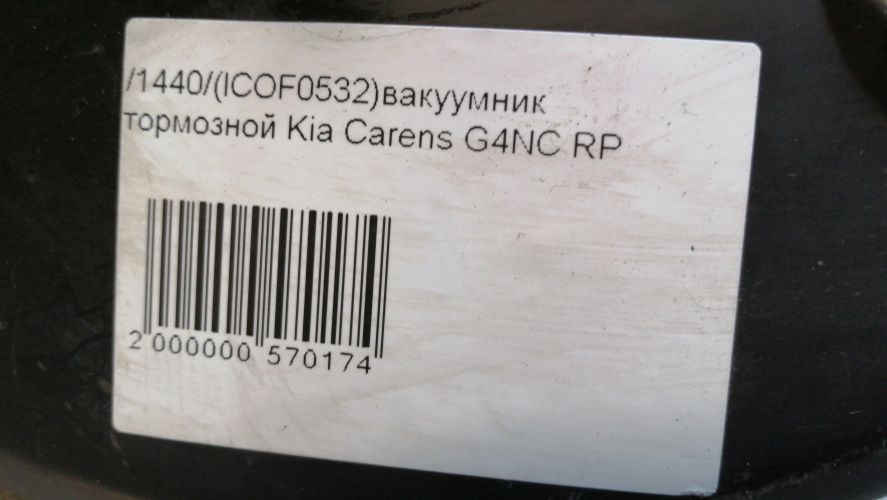 /1440/(ICOF0532)вакуумник
тормозной Kia Carens G4NC RP
2 000000 570174